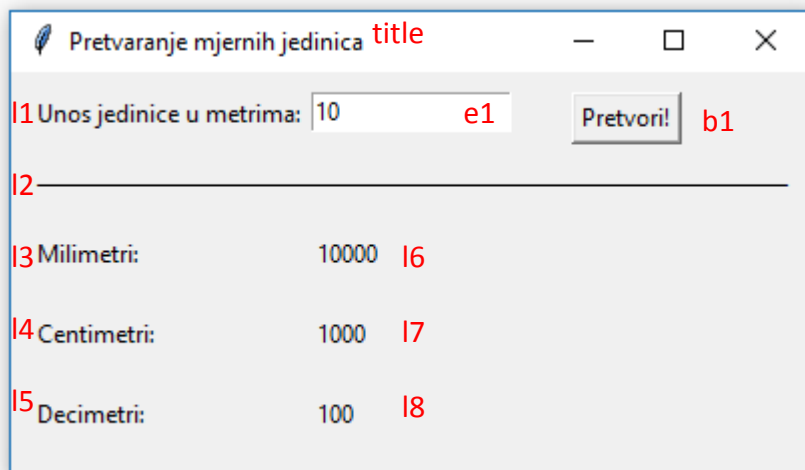 Pretvaranje mjernih jedinica title
l1 Unos jedinice u metrima: 10 e1 Pretvori! b1
l2
l3 Milimetri: 10000 l6
l4 Centimetri: 1000 l7
l5 Decimetri: 100 l8